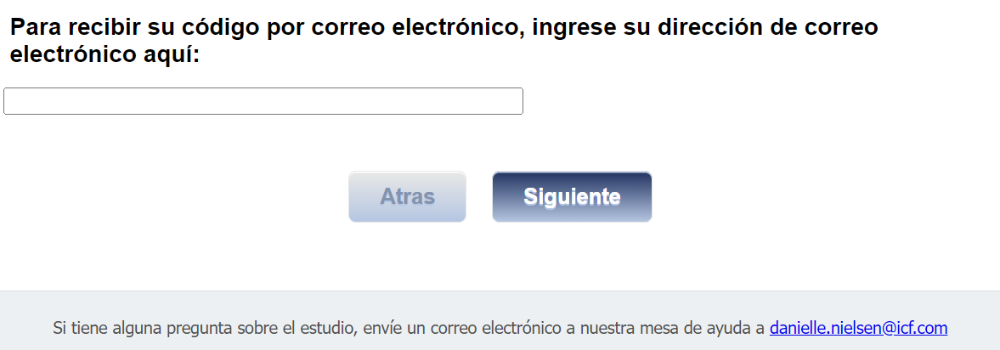 Para recibir su código por correo electrónico, ingrese su dirección de correo
electrónico aquí:
Atras
Siguiente
Si tiene alguna pregunta sobre el estudio, envíe un correo electrónico a nuestra mesa de ayuda a danielle.nielsen@icf.com